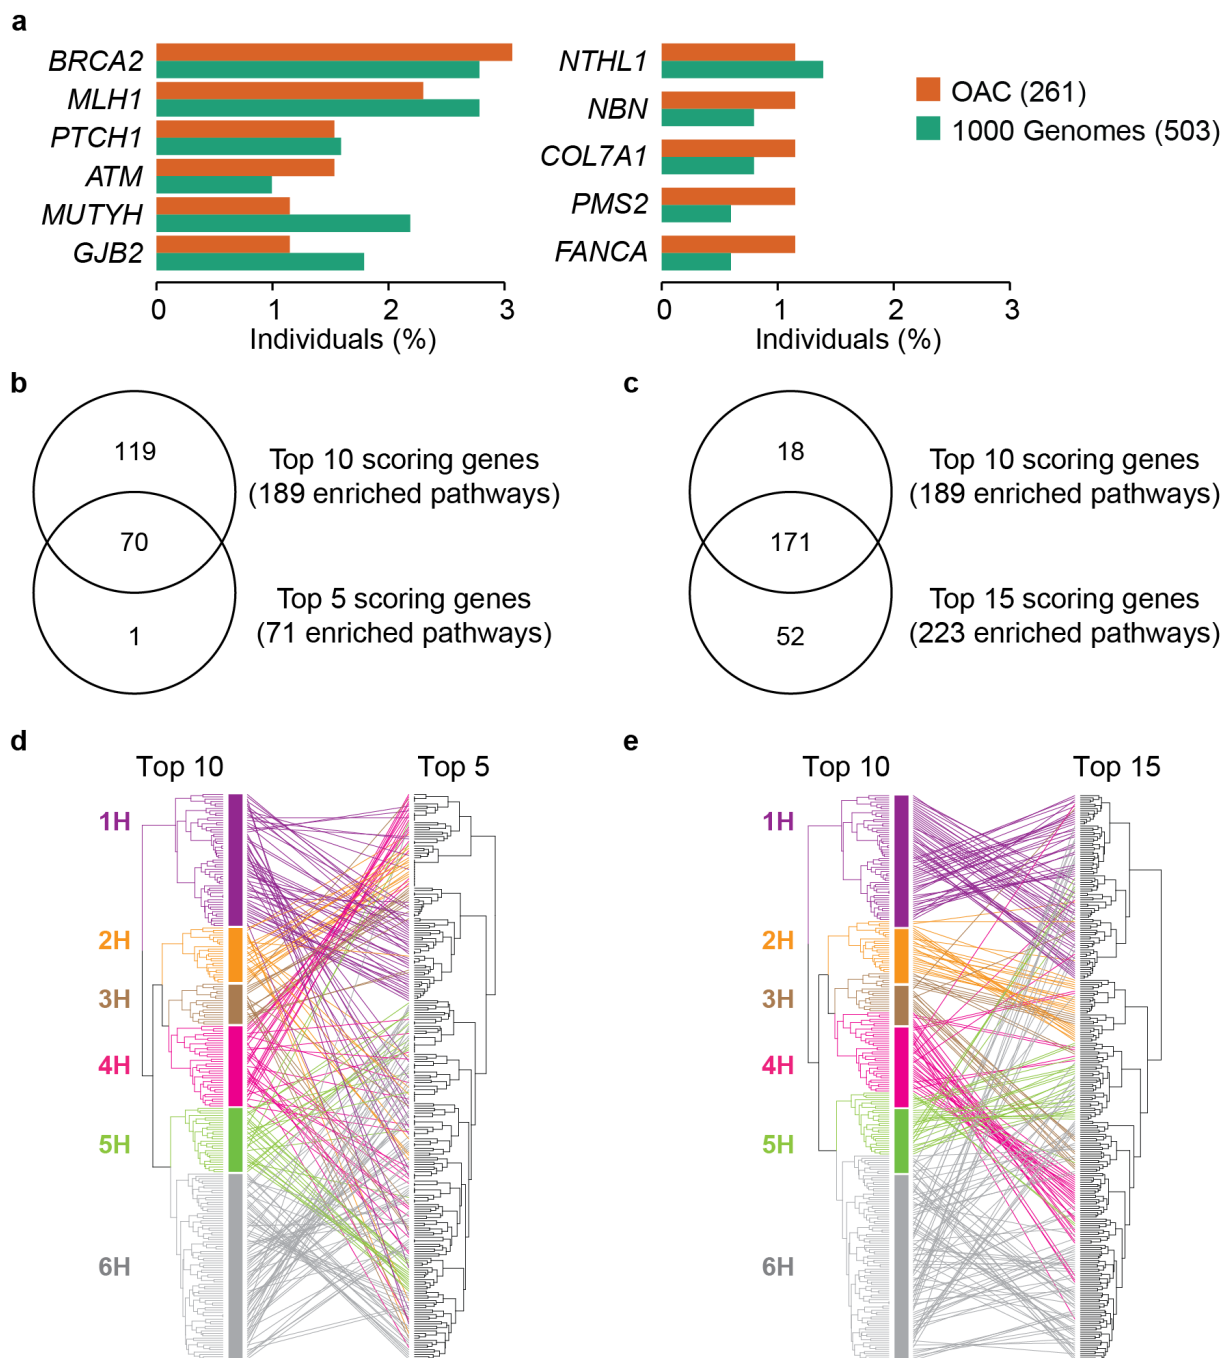 a
BRCA2
MLH1
PTCH1
ATM
MUTYH
GJB2
0 1 2 3
Individuals (%)
NTHL1
NBN
COL7A1
PMS2
FANCA
0 1 2 3
Individuals (%)
OAC (261)
1000 Genomes (503)
b
119
70
1
Top 10 scoring genes
(189 enriched pathways)
Top 5 scoring genes
(71 enriched pathways)
c
18
171
52
Top 10 scoring genes
(189 enriched pathways)
Top 15 scoring genes
(223 enriched pathways)
d
Top 10 Top 5
1H
2H
3H
4H
5H
6H
e
Top 10 Top 15
1H
2H
3H
4H
5H
6H